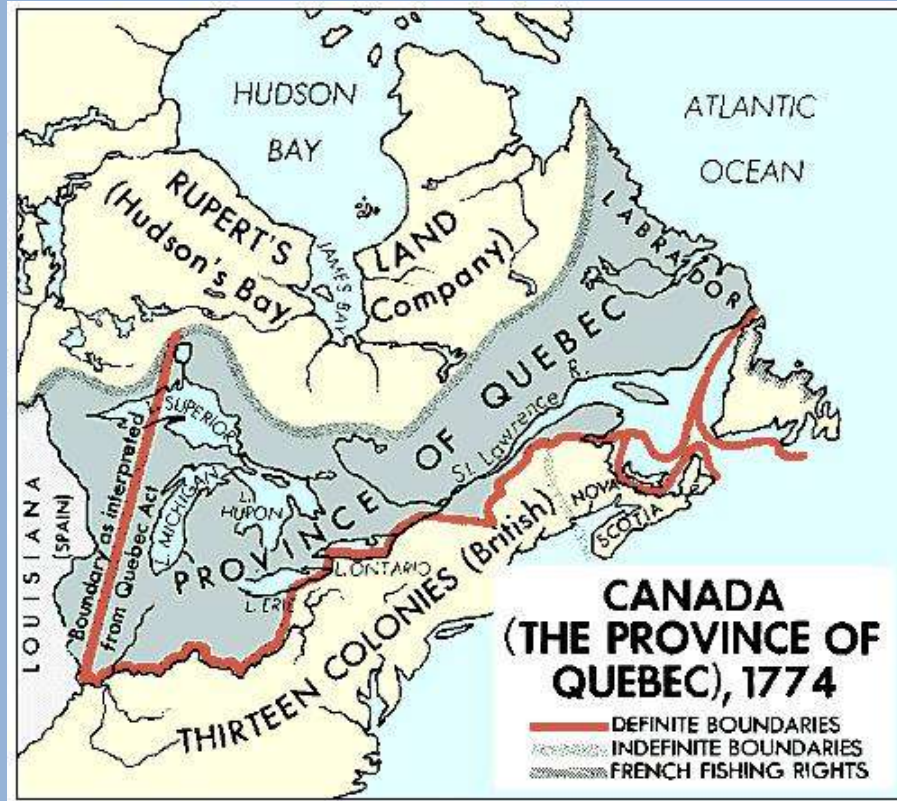 HUDSON
BAY
ATLANTIC
OCEAN
RUPERT'S
(Hudson's Bay
LAND
Company)
JAMES BAY
LABRADOR
PROVINCE OF QUEBEC
St. Lawrence R.
SUPERIOR
L. MICHIGAN
L.
HURON
L. ONTARIO
L. ERIE
LOUISIANA
(SPAIN)
Boundary as interpreted
from Quebec Act
NOVA
SCOTIA
THIRTEEN COLONIES (British)
CANADA
(THE PROVINCE OF
QUEBEC), 1774
DEFINITE BOUNDARIES
INDEFINITE BOUNDARIES
FRENCH FISHING RIGHTS